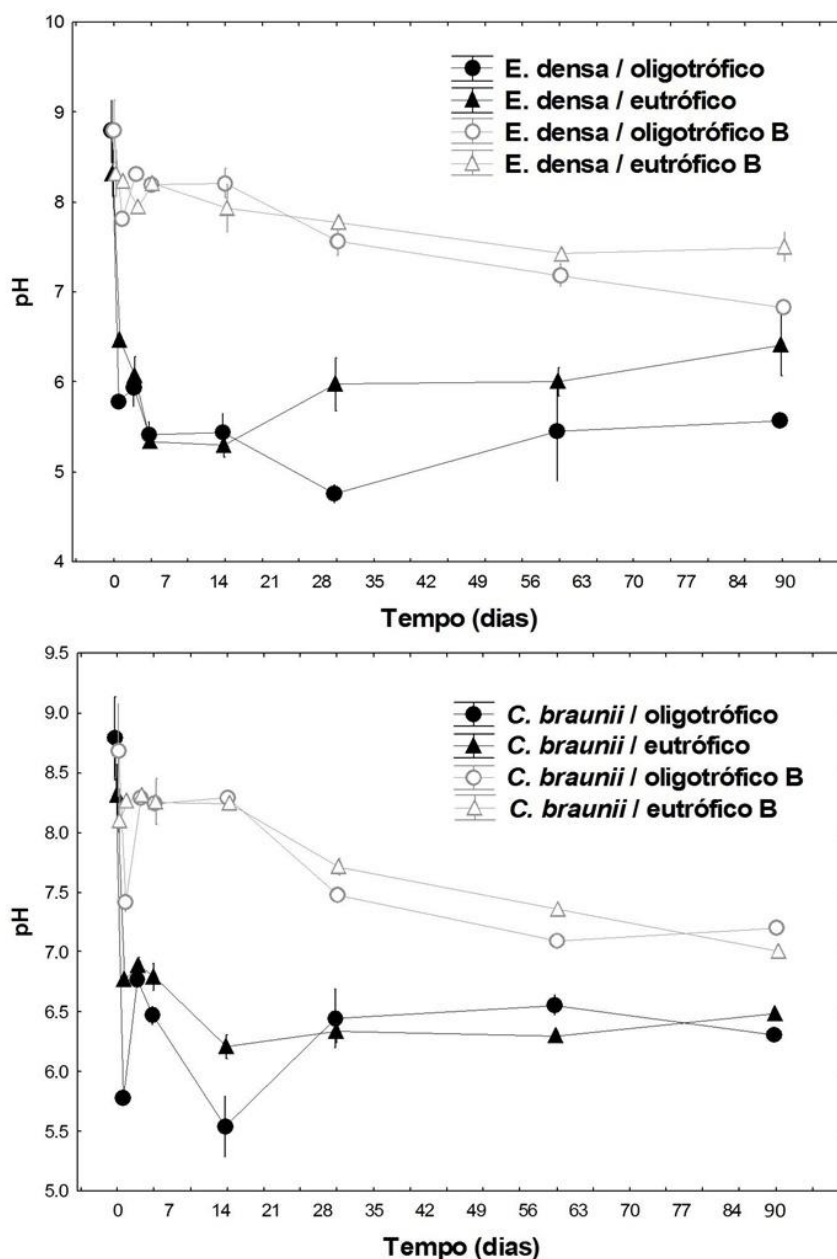 10
9
8
7
6
5
4
pH
E. densa / oligotrófico
E. densa / eutrófico
E. densa / oligotrófico B
E. densa / eutrófico B
0 7 14 21 28 35 42 49 56 63 70 77 84 90
Tempo (dias)
9.5
9.0
8.5
8.0
7.5
7.0
6.5
6.0
5.5
5.0
pH
C. braunii / oligotrófico
C. braunii / eutrófico
C. braunii / oligotrófico B
C. braunii / eutrófico B
0 7 14 21 28 35 42 49 56 63 70 77 84 90
Tempo (dias)